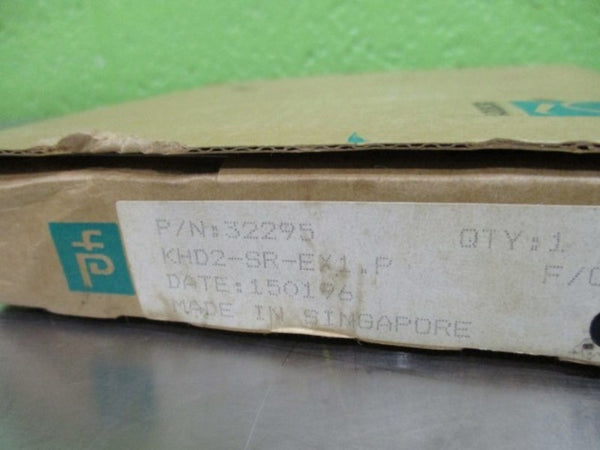 P/N:32295 QTY:1
KHD2-SR-EX1.P F/C
DATE:150196
MADE IN SINGAPORE